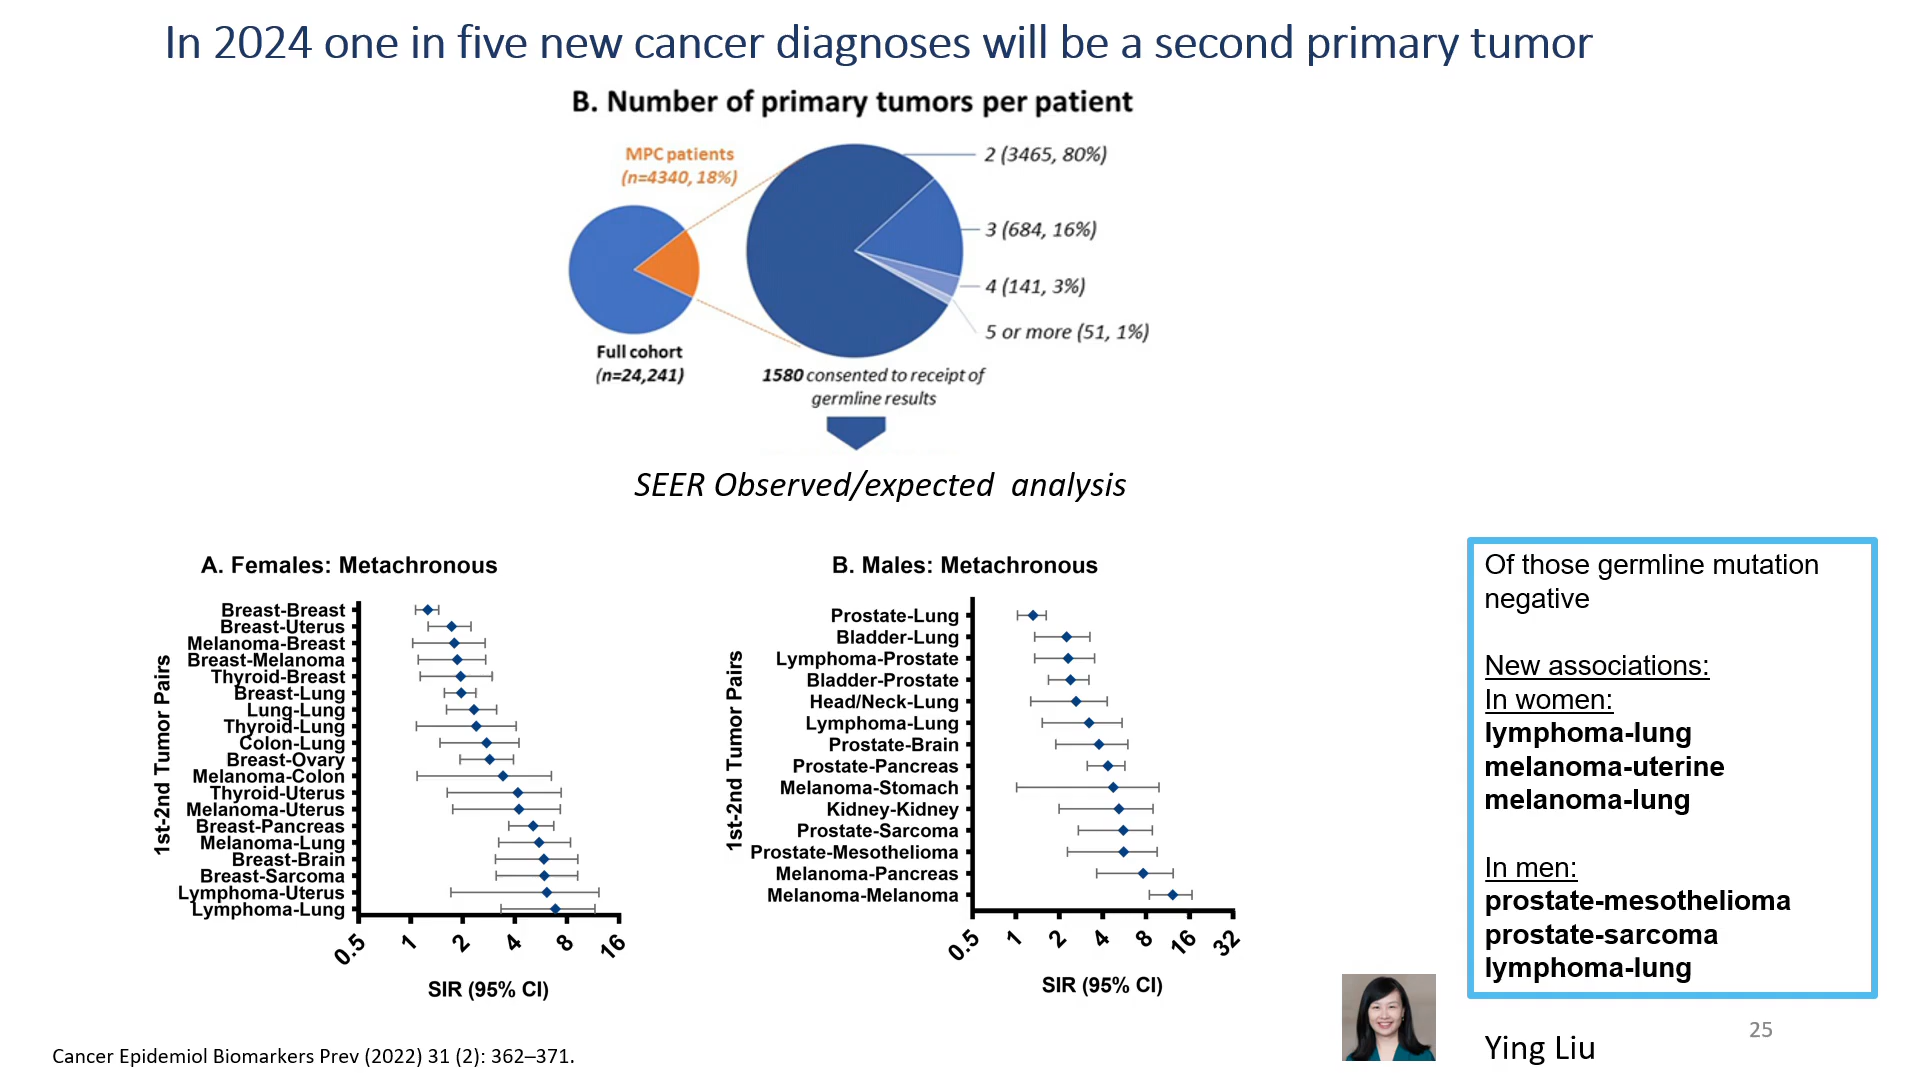 In 2024 one in five new cancer diagnoses will be a second primary tumor
B. Number of primary tumors per patient
MPC patients
(n=4340, 18%)
2 (3465, 80%)
3 (684, 16%)
4 (141, 3%)
5 or more (51, 1%)
Full cohort
(n=24,241)
1580 consented to receipt of
germline results
SEER Observed/expected analysis
A. Females: Metachronous
1st-2nd Tumor Pairs
Breast-Breast
Breast-Uterus
Melanoma-Breast
Breast-Melanoma
Thyroid-Breast
Breast-Lung
Lung-Lung
Thyroid-Lung
Colon-Lung
Breast-Ovary
Melanoma-Colon
Thyroid-Uterus
Melanoma-Uterus
Breast-Pancreas
Melanoma-Lung
Breast-Brain
Breast-Sarcoma
Lymphoma-Uterus
Lymphoma-Lung
0.5 1 2 4 8 16
SIR (95% CI)
B. Males: Metachronous
1st-2nd Tumor Pairs
Prostate-Lung
Bladder-Lung
Lymphoma-Prostate
Bladder-Prostate
Head/Neck-Lung
Lymphoma-Lung
Prostate-Brain
Prostate-Pancreas
Melanoma-Stomach
Kidney-Kidney
Prostate-Sarcoma
Prostate-Mesothelioma
Melanoma-Pancreas
Melanoma-Melanoma
0.5 1 2 4 8 16 32
SIR (95% CI)
Of those germline mutation
negative
New associations:
In women:
lymphoma-lung
melanoma-uterine
melanoma-lung
In men:
prostate-mesothelioma
prostate-sarcoma
lymphoma-lung
Ying Liu
25
Cancer Epidemiol Biomarkers Prev (2022) 31 (2): 362–371.